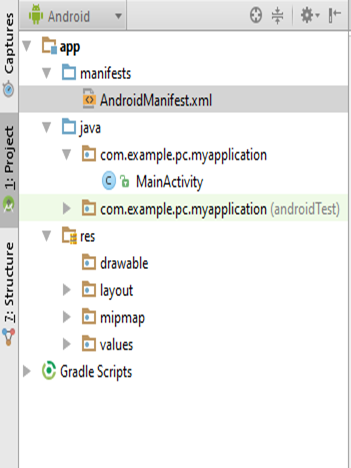 Android
Captures
1: Project
7: Structure
app
manifests
AndroidManifest.xml
java
com.example.pc.myapplication
C MainActivity
com.example.pc.myapplication (androidTest)
res
drawable
layout
mipmap
values
Gradle Scripts